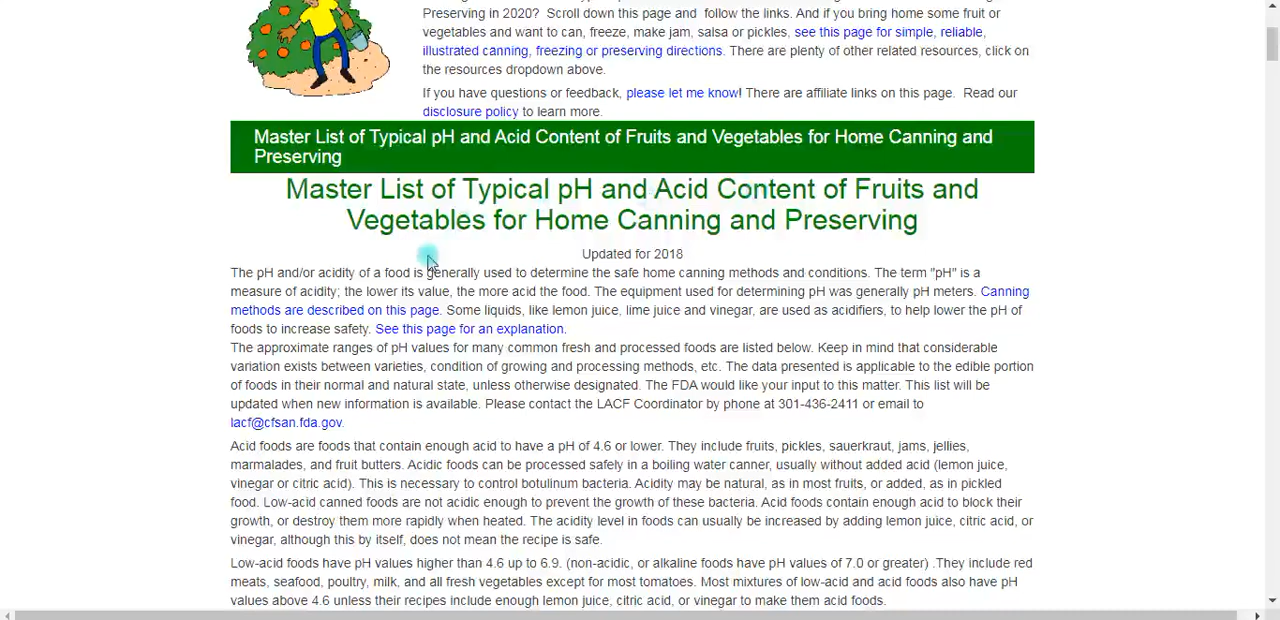 Preserving in 2020? Scroll down this page and follow the links. And if you bring home some fruit or
vegetables and want to can, freeze, make jam, salsa or pickles, see this page for simple, reliable,
illustrated canning, freezing or preserving directions. There are plenty of other related resources, click on
the resources dropdown above.
If you have questions or feedback, please let me know! There are affiliate links on this page. Read our
disclosure policy to learn more.
Master List of Typical pH and Acid Content of Fruits and Vegetables for Home Canning and
Preserving
Master List of Typical pH and Acid Content of Fruits and
Vegetables for Home Canning and Preserving
Updated for 2018
The pH and/or acidity of a food is generally used to determine the safe home canning methods and conditions. The term "pH" is a
measure of acidity; the lower its value, the more acid the food. The equipment used for determining pH was generally pH meters. Canning
methods are described on this page. Some liquids, like lemon juice, lime juice and vinegar, are used as acidifiers, to help lower the pH of
foods to increase safety. See this page for an explanation.
The approximate ranges of pH values for many common fresh and processed foods are listed below. Keep in mind that considerable
variation exists between varieties, condition of growing and processing methods, etc. The data presented is applicable to the edible portion
of foods in their normal and natural state, unless otherwise designated. The FDA would like your input to this matter. This list will be
updated when new information is available. Please contact the LACF Coordinator by phone at 301-436-2411 or email to
lacf@cfsan.fda.gov.
Acid foods are foods that contain enough acid to have a pH of 4.6 or lower. They include fruits, pickles, sauerkraut, jams, jellies,
marmalades, and fruit butters. Acidic foods can be processed safely in a boiling water canner, usually without added acid (lemon juice,
vinegar or citric acid). This is necessary to control botulinum bacteria. Acidity may be natural, as in most fruits, or added, as in pickled
food. Low-acid canned foods are not acidic enough to prevent the growth of these bacteria. Acid foods contain enough acid to block their
growth, or destroy them more rapidly when heated. The acidity level in foods can usually be increased by adding lemon juice, citric acid, or
vinegar, although this by itself, does not mean the recipe is safe.
Low-acid foods have pH values higher than 4.6 up to 6.9. (non-acidic, or alkaline foods have pH values of 7.0 or greater) .They include red
meats, seafood, poultry, milk, and all fresh vegetables except for most tomatoes. Most mixtures of low-acid and acid foods also have pH
values above 4.6 unless their recipes include enough lemon juice, citric acid, or vinegar to make them acid foods.